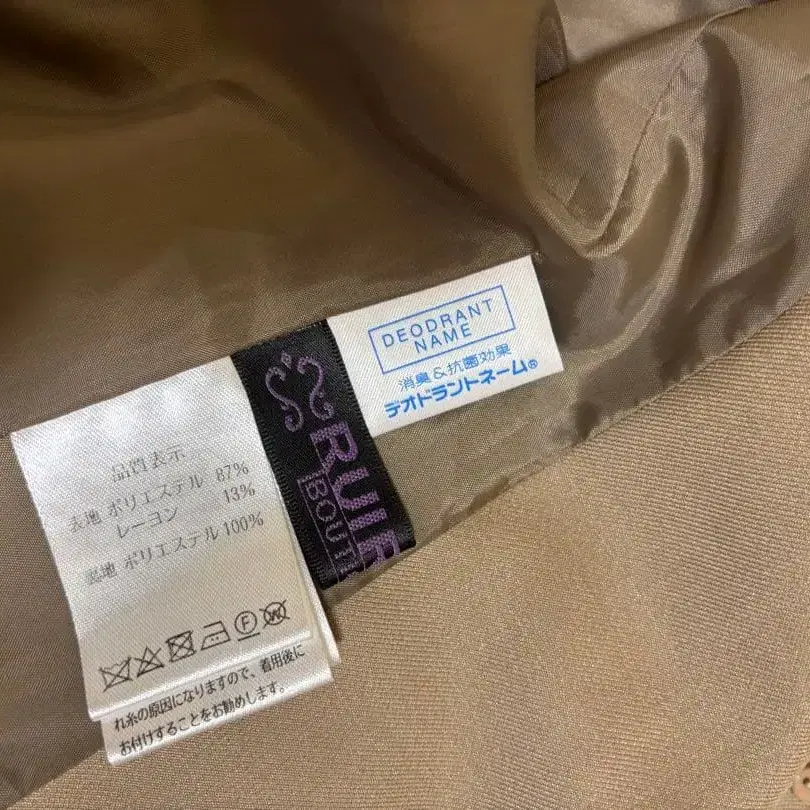 品質表示
表地 ポリエステル 87%
レーヨン 13%
裏地 ポリエステル 100%
F W
れ糸の原因になりますので、着用後に
お付けすることをお勧めします。
RUIR
BOUTI
DEODRANT
NAME
消臭&抗菌効果
デオドラントネーム®